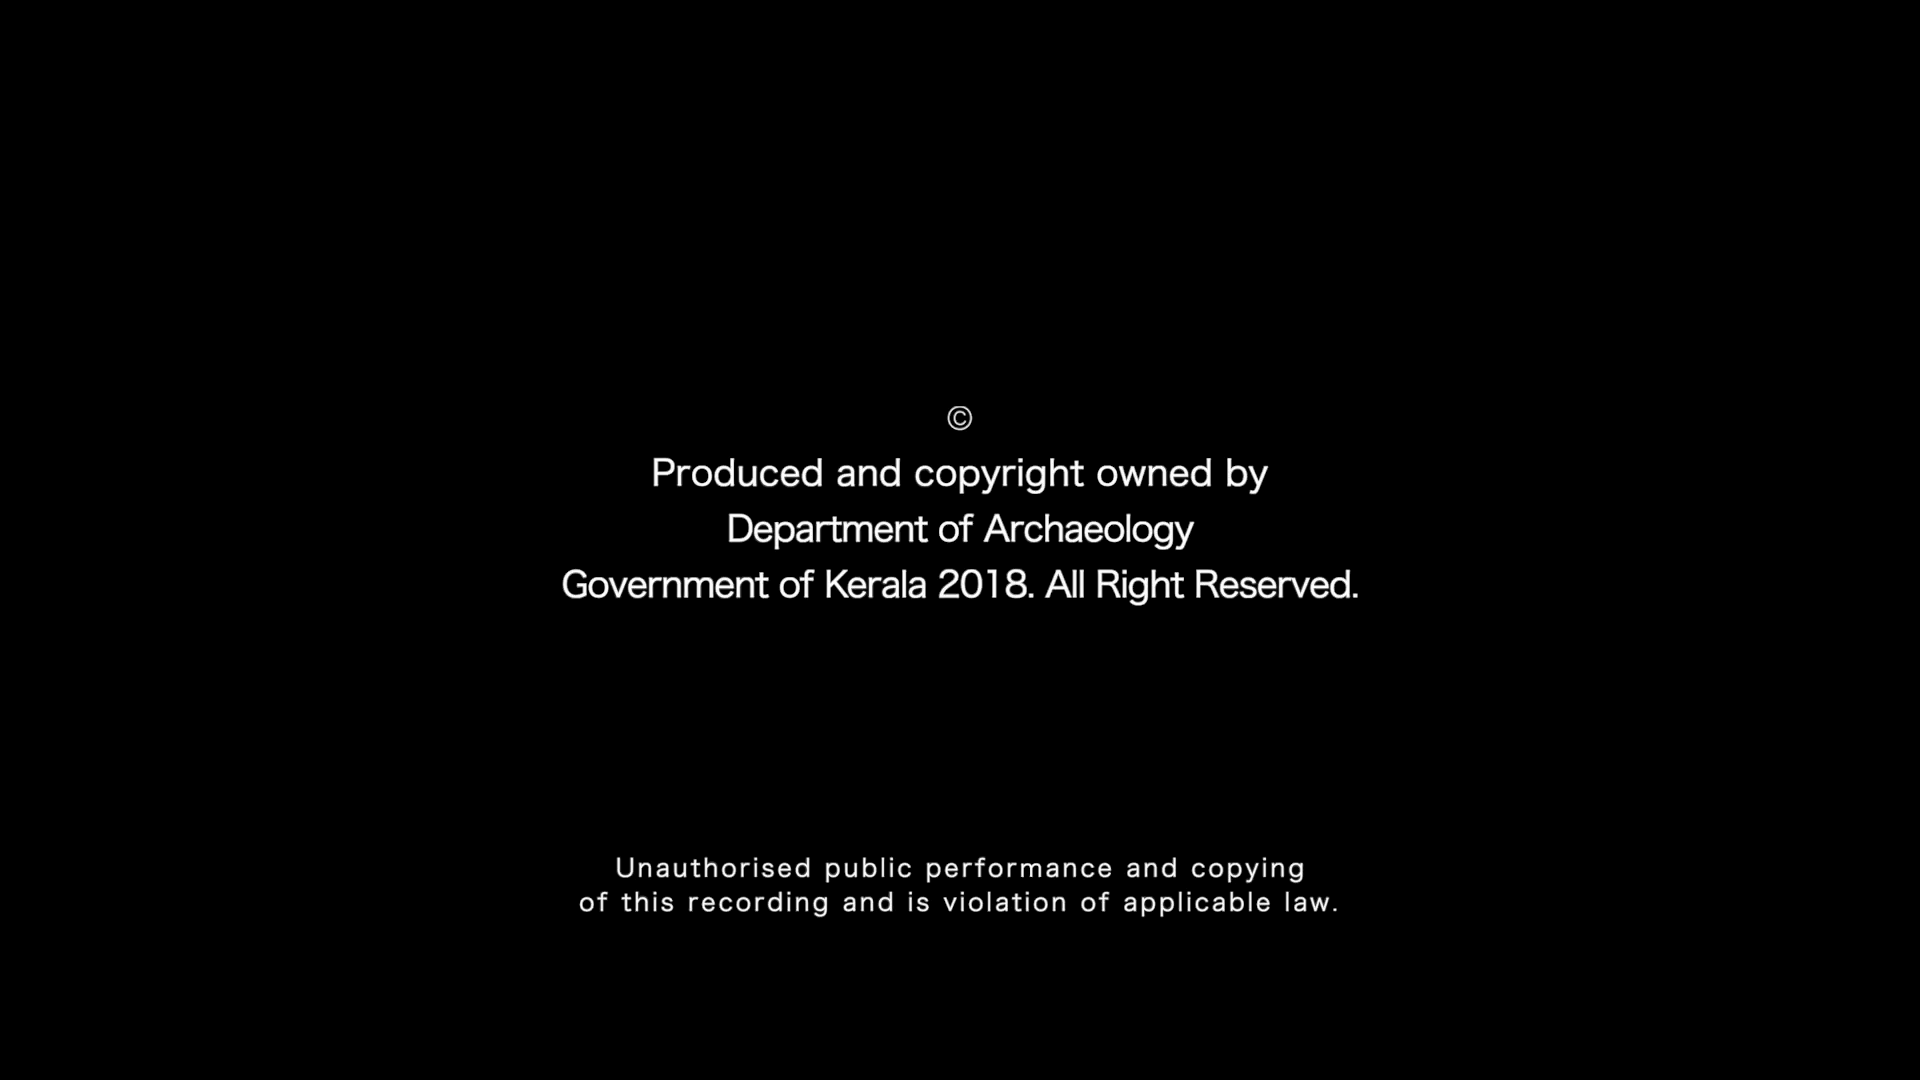 ©
Produced and copyright owned by
Department of Archaeology
Government of Kerala 2018. All Right Reserved.
Unauthorised public performance and copying
of this recording and is violation of applicable law.